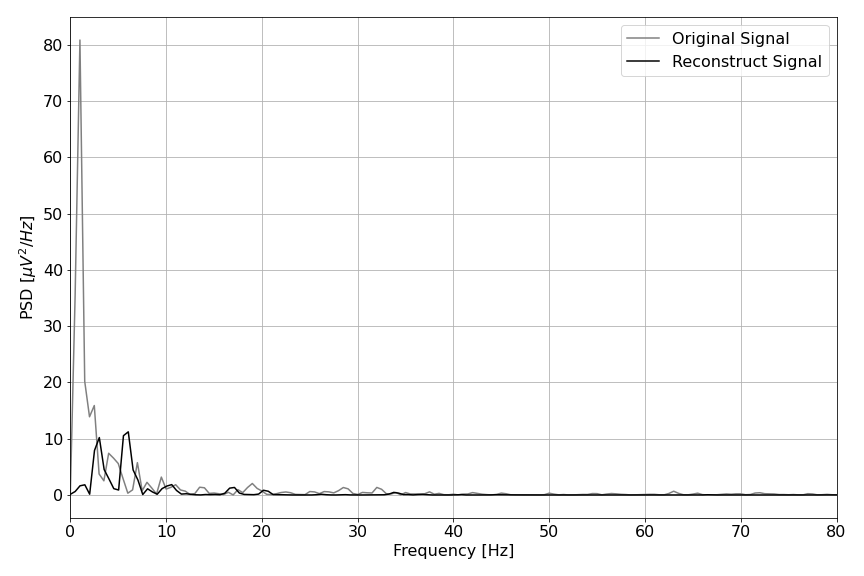 Original Signal
Reconstruct Signal
PSD [μV²/Hz]
80
70
60
50
40
30
20
10
0
0 10 20 30 40 50 60 70 80
Frequency [Hz]